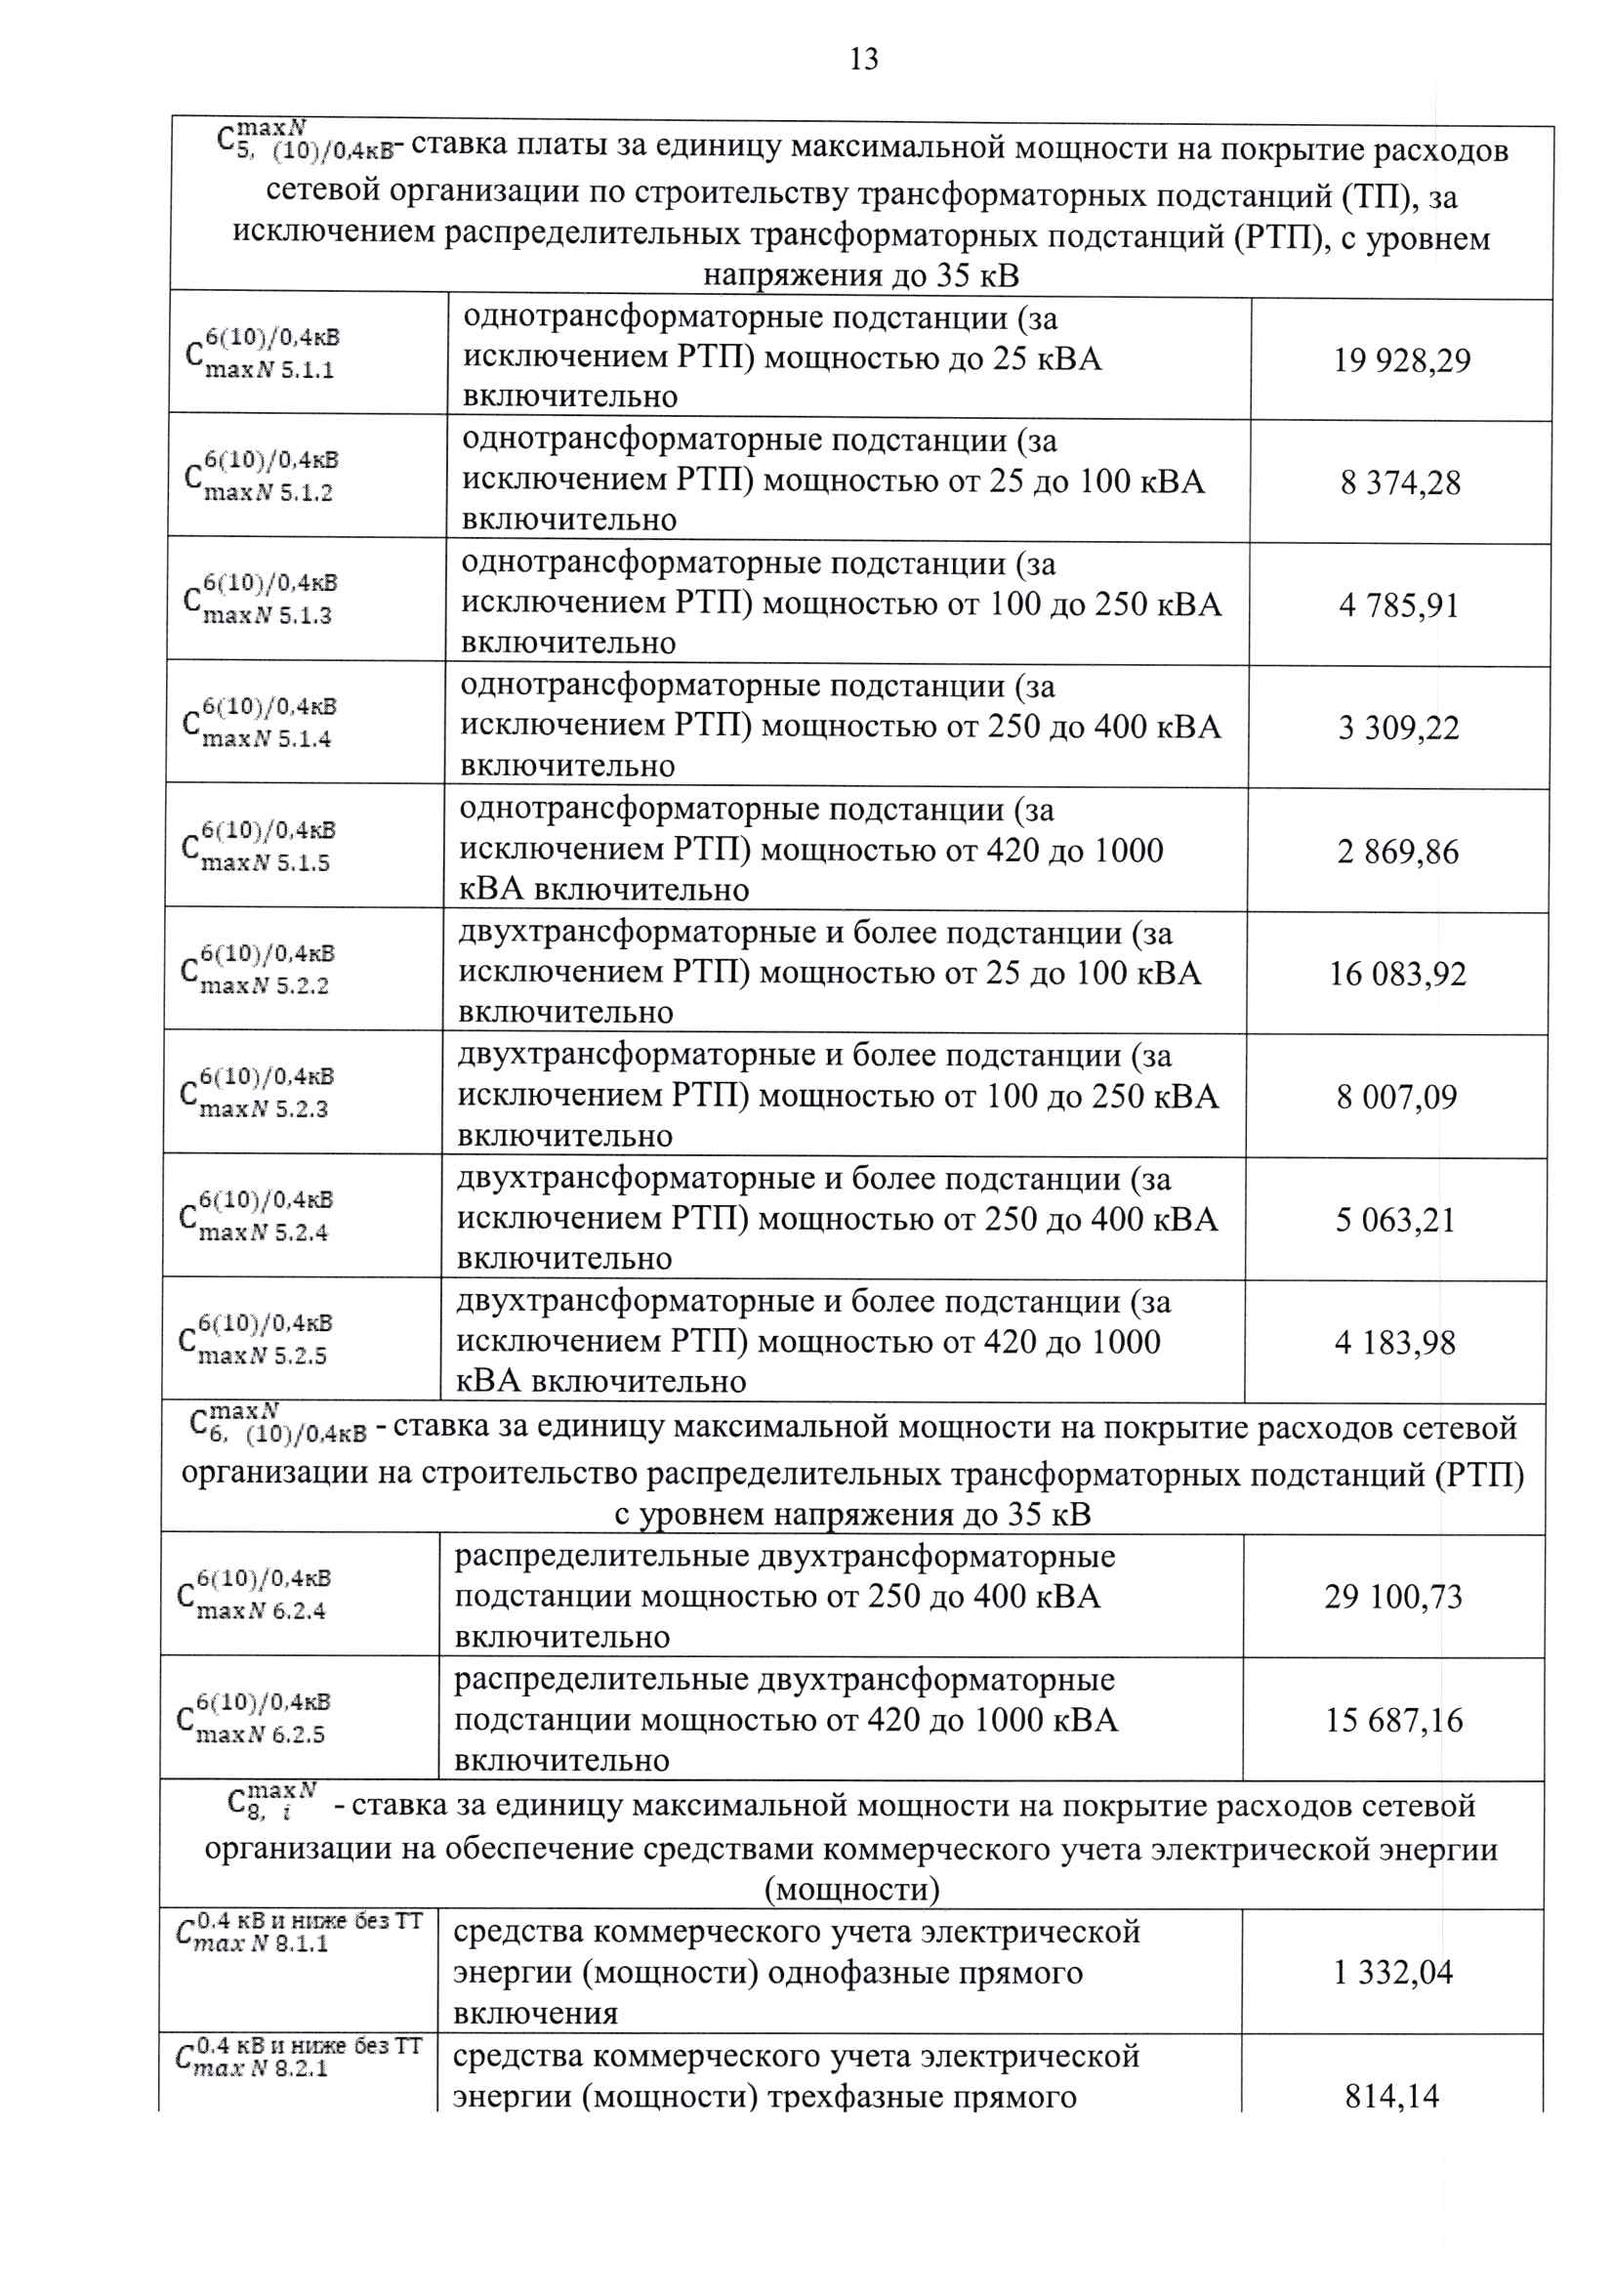 13
C5, (10)/0,4кВ maxN - ставка платы за единицу максимальной мощности на покрытие расходов
сетевой организации по строительству трансформаторных подстанций (ТП), за
исключением распределительных трансформаторных подстанций (РТП), с уровнем
напряжения до 35 кВ
C 6(10)/0,4кВ maxN 5.1.1
однотрансформаторные подстанции (за
исключением РТП) мощностью до 25 кВА
включительно
19 928,29
C 6(10)/0,4кВ maxN 5.1.2
однотрансформаторные подстанции (за
исключением РТП) мощностью от 25 до 100 кВА
включительно
8 374,28
C 6(10)/0,4кВ maxN 5.1.3
однотрансформаторные подстанции (за
исключением РТП) мощностью от 100 до 250 кВА
включительно
4 785,91
C 6(10)/0,4кВ maxN 5.1.4
однотрансформаторные подстанции (за
исключением РТП) мощностью от 250 до 400 кВА
включительно
3 309,22
C 6(10)/0,4кВ maxN 5.1.5
однотрансформаторные подстанции (за
исключением РТП) мощностью от 420 до 1000
кВА включительно
2 869,86
C 6(10)/0,4кВ maxN 5.2.2
двухтрансформаторные и более подстанции (за
исключением РТП) мощностью от 25 до 100 кВА
включительно
16 083,92
C 6(10)/0,4кВ maxN 5.2.3
двухтрансформаторные и более подстанции (за
исключением РТП) мощностью от 100 до 250 кВА
включительно
8 007,09
C 6(10)/0,4кВ maxN 5.2.4
двухтрансформаторные и более подстанции (за
исключением РТП) мощностью от 250 до 400 кВА
включительно
5 063,21
C 6(10)/0,4кВ maxN 5.2.5
двухтрансформаторные и более подстанции (за
исключением РТП) мощностью от 420 до 1000
кВА включительно
4 183,98
C6, (10)/0,4кВ maxN - ставка за единицу максимальной мощности на покрытие расходов сетевой
организации на строительство распределительных трансформаторных подстанций (РТП)
с уровнем напряжения до 35 кВ
C 6(10)/0,4кВ maxN 6.2.4
распределительные двухтрансформаторные
подстанции мощностью от 250 до 400 кВА
включительно
29 100,73
C 6(10)/0,4кВ maxN 6.2.5
распределительные двухтрансформаторные
подстанции мощностью от 420 до 1000 кВА
включительно
15 687,16
C8, i maxN - ставка за единицу максимальной мощности на покрытие расходов сетевой
организации на обеспечение средствами коммерческого учета электрической энергии
(мощности)
C 0.4 кВ и ниже без ТТ max N 8.1.1
средства коммерческого учета электрической
энергии (мощности) однофазные прямого
включения
1 332,04
C 0.4 кВ и ниже без ТТ max N 8.2.1
средства коммерческого учета электрической
энергии (мощности) трехфазные прямого
814,14